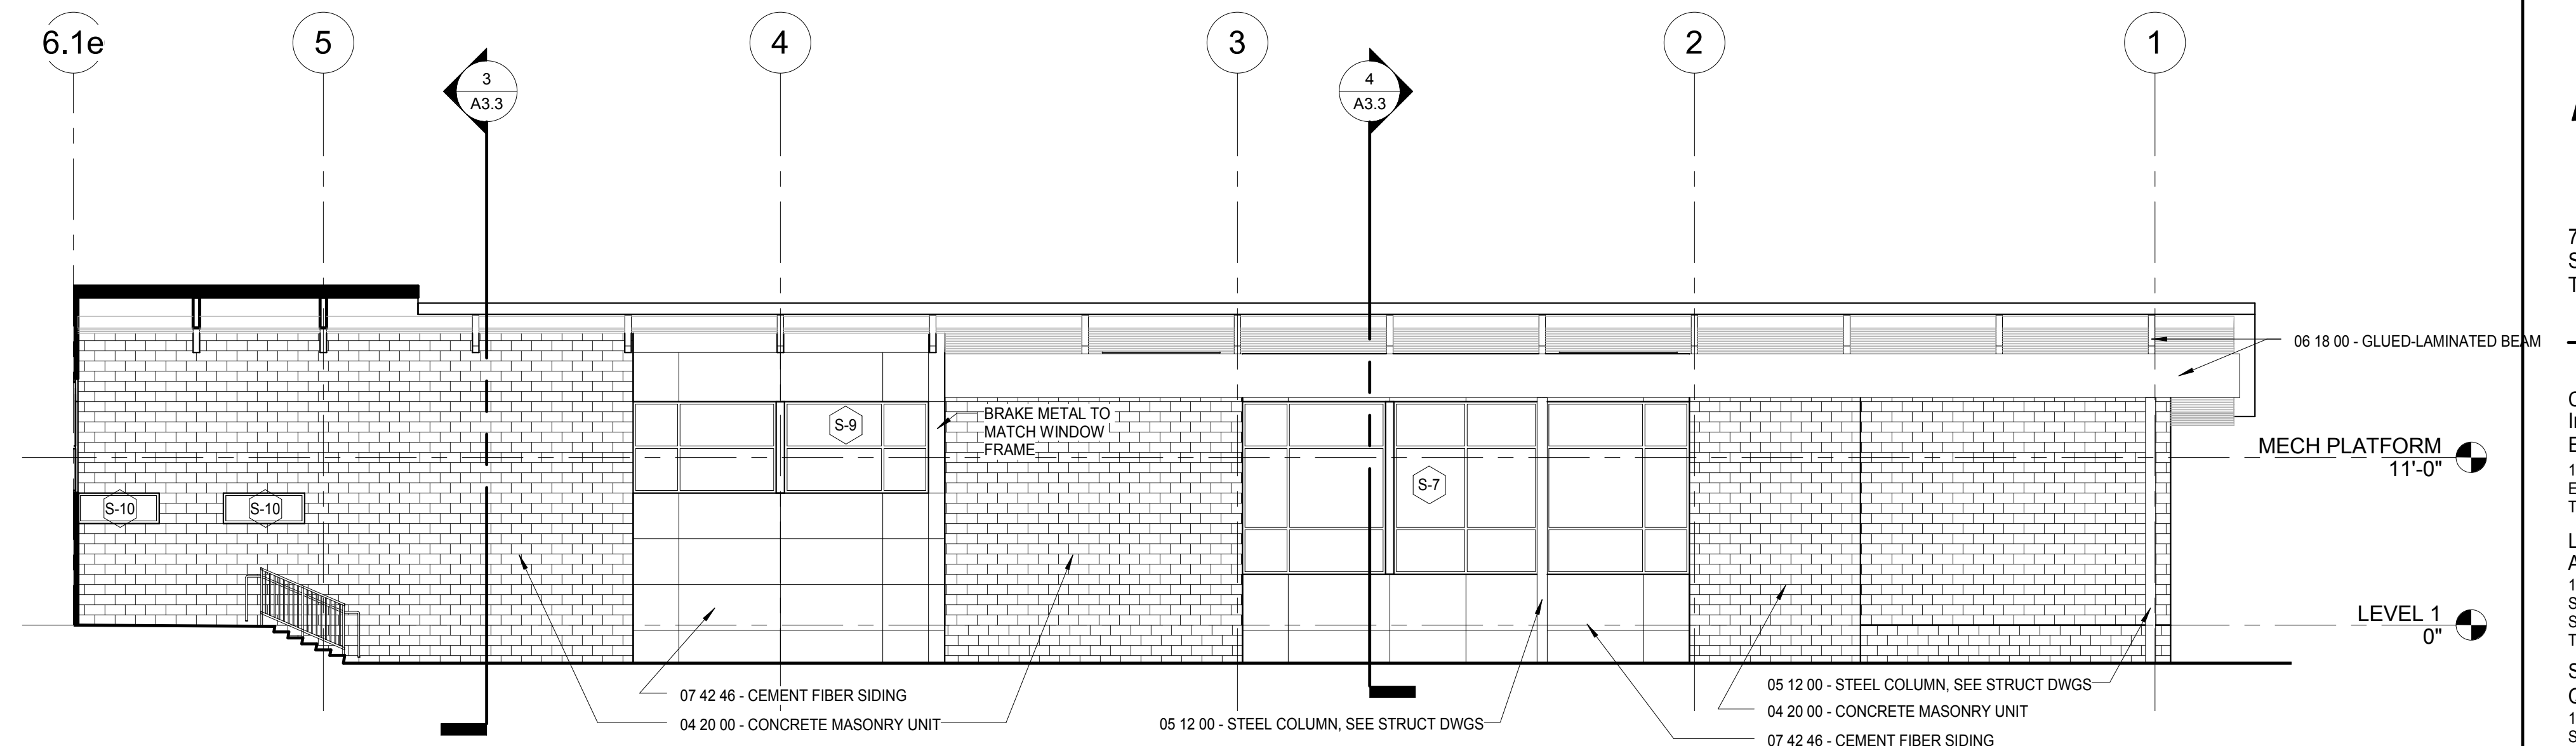 6.1e
5
4
3
2
1
3
A3.3
4
A3.3
06 18 00 - GLUED-LAMINATED BEAM
BRAKE METAL TO
MATCH WINDOW
FRAME
S-9
S-7
MECH PLATFORM
11'-0"
S-10
S-10
LEVEL 1
0"
07 42 46 - CEMENT FIBER SIDING
04 20 00 - CONCRETE MASONRY UNIT
05 12 00 - STEEL COLUMN, SEE STRUCT DWGS
05 12 00 - STEEL COLUMN, SEE STRUCT DWGS
04 20 00 - CONCRETE MASONRY UNIT
07 42 46 - CEMENT FIBER SIDING